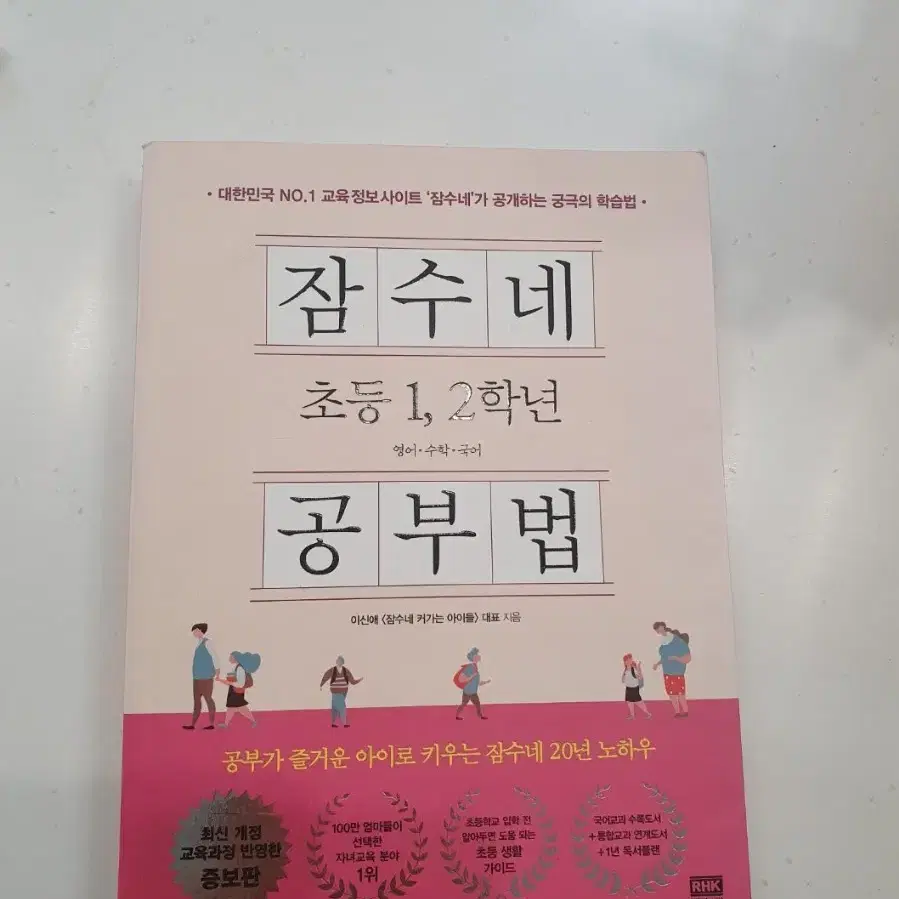 • 대한민국 NO.1 교육정보사이트 '잠수네'가 공개하는 궁극의 학습법 •
잠수네
초등 1, 2학년
영어•수학•국어
공부법
이신애 〈잠수네 커가는 아이들〉 대표 지음
공부가 즐거운 아이로 키우는 잠수네 20년 노하우
최신 개정
교육과정 반영한
증보판
100만 엄마들이
선택한
자녀교육 분야
1위
초등학교 입학 전
알아두면 도움 되는
초등 생활
가이드
국어교과 수록도서
+통합교과 연계도서
+1년 독서플랜
RHK